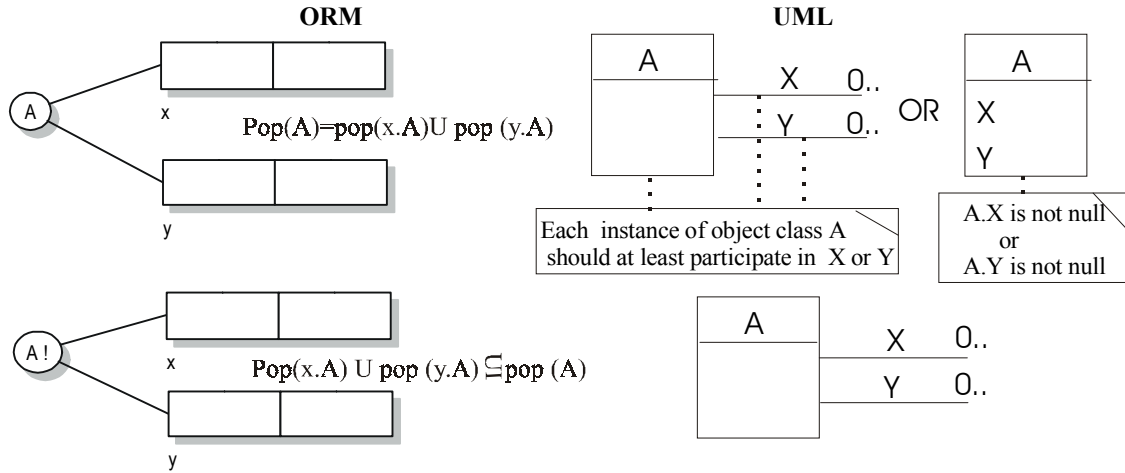 ORM
UML
A
x
Pop(A)=pop(x.A)U pop (y.A)
y
A
X 0..
Y 0..
OR
A
X
Y
Each instance of object class A
should at least participate in X or Y
A.X is not null
or
A.Y is not null
A!
x
Pop(x.A) U pop (y.A) ⊆ pop (A)
y
A
X 0..
Y 0..